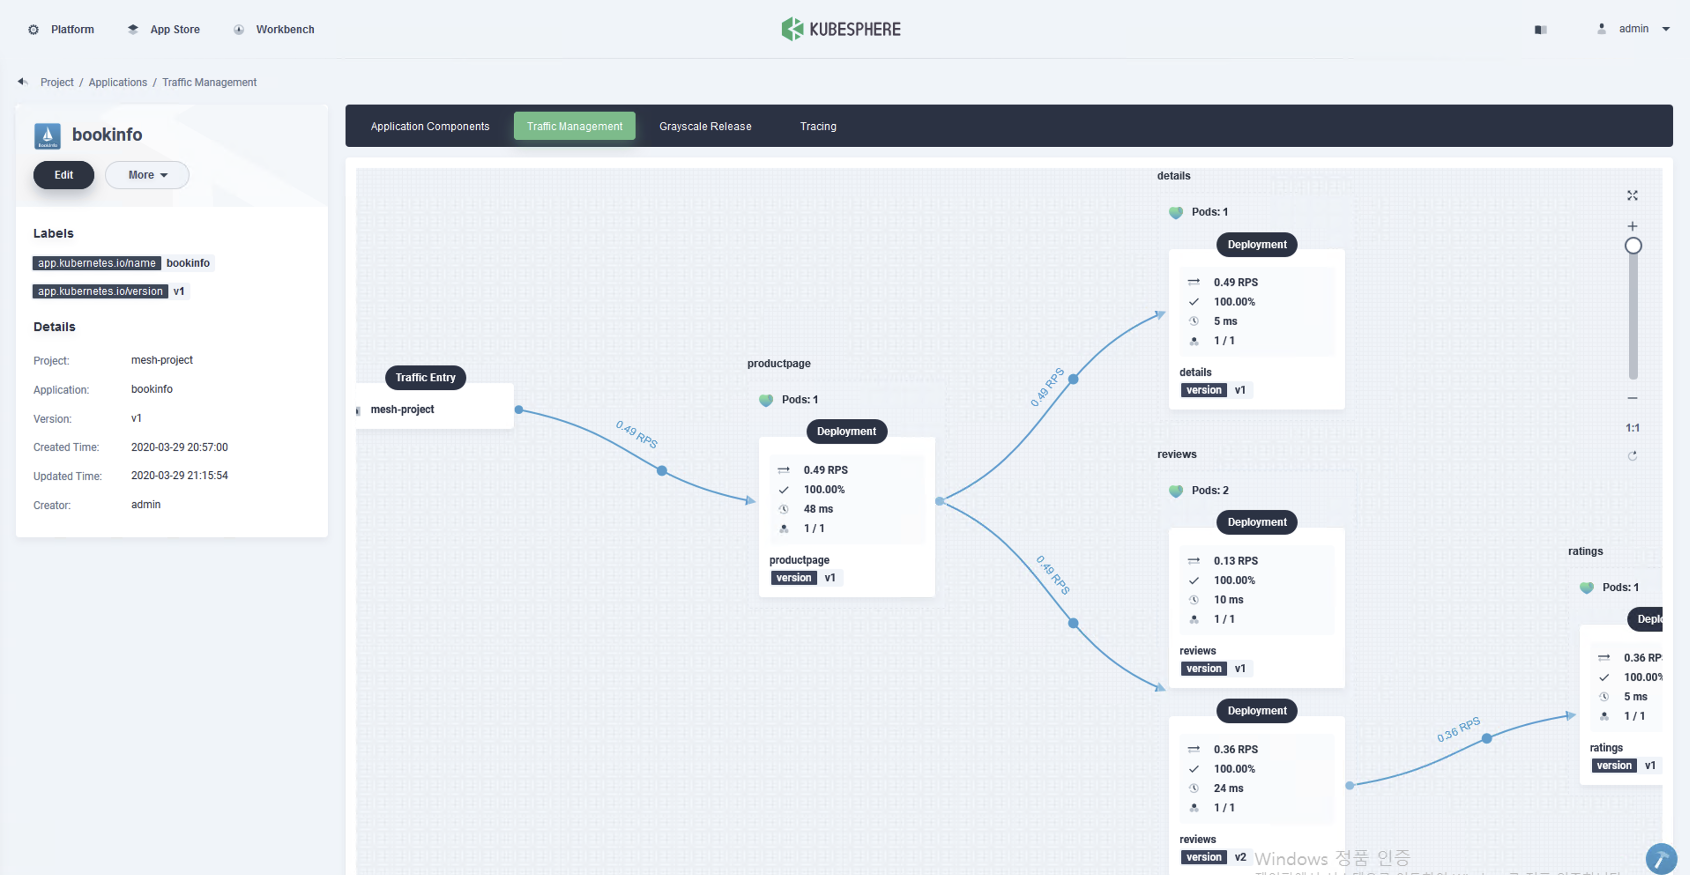 Platform
App Store
Workbench
KUBESPHERE
admin
Project / Applications / Traffic Management
bookinfo
Edit
More
Labels
app.kubernetes.io/name bookinfo
app.kubernetes.io/version v1
Details
Project: mesh-project
Application: bookinfo
Version: v1
Created Time: 2020-03-29 20:57:00
Updated Time: 2020-03-29 21:15:54
Creator: admin
Application Components
Traffic Management
Grayscale Release
Tracing
Traffic Entry
mesh-project
0.49 RPS
productpage
Pods: 1
Deployment
0.49 RPS
100.00%
48 ms
1 / 1
productpage
version v1
0.49 RPS
0.49 RPS
details
Pods: 1
Deployment
0.49 RPS
100.00%
5 ms
1 / 1
details
version v1
reviews
Pods: 2
Deployment
0.13 RPS
100.00%
10 ms
1 / 1
reviews
version v1
Deployment
0.36 RPS
100.00%
24 ms
1 / 1
reviews
version v2
0.36 RPS
ratings
Pods: 1
Deplo
0.36 RP
100.00%
5 ms
1 / 1
ratings
version v1
1:1
Windows 정품 인증